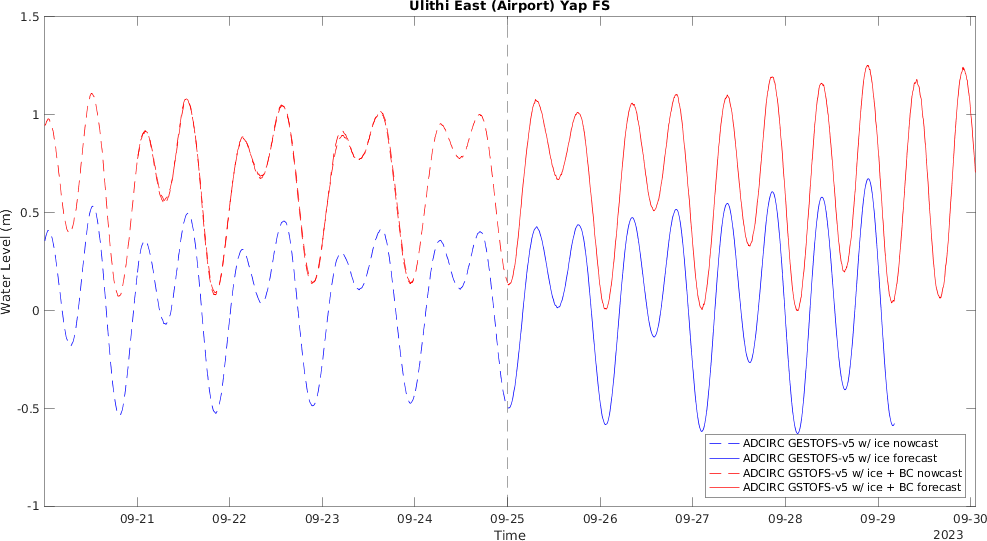 Ulithi East (Airport) Yap FS
Water Level (m)
1.5
1
0.5
0
-0.5
-1
09-21
09-22
09-23
09-24
09-25
09-26
09-27
09-28
09-29
09-30
Time
2023
ADCIRC GESTOFS-v5 w/ ice nowcast
ADCIRC GESTOFS-v5 w/ ice forecast
ADCIRC GSTOFS-v5 w/ ice + BC nowcast
ADCIRC GSTOFS-v5 w/ ice + BC forecast